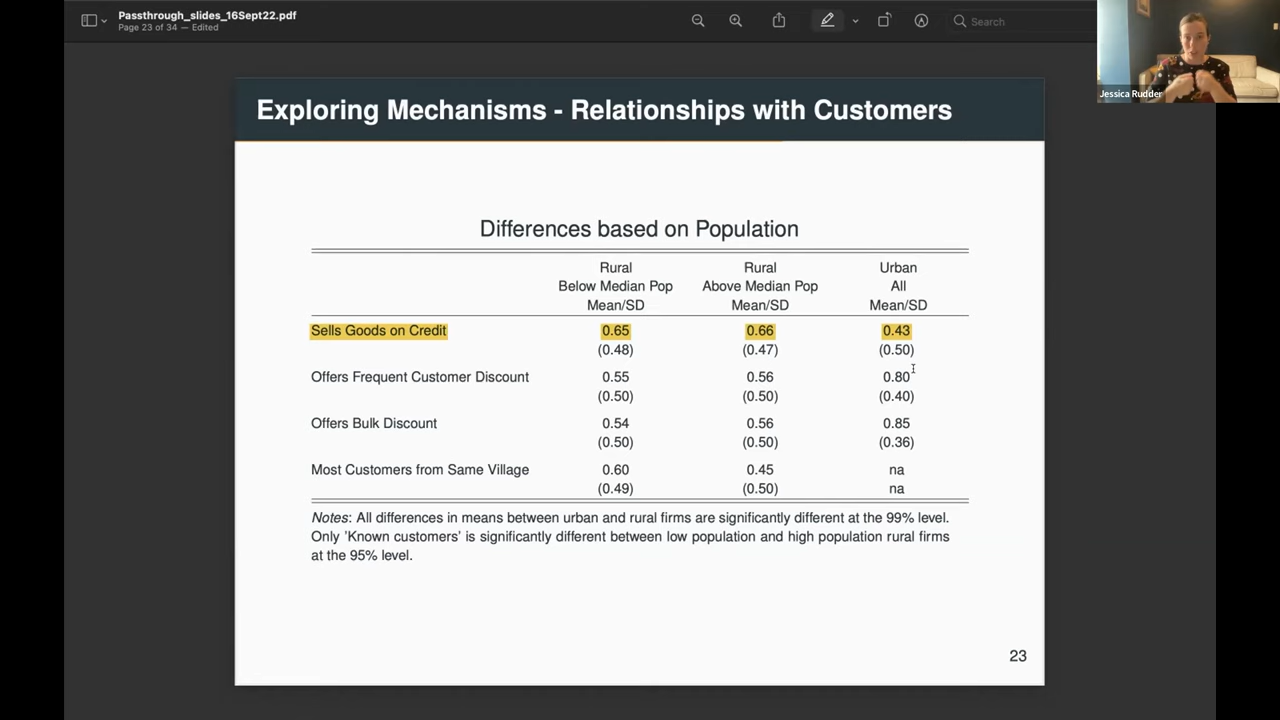 Passthrough_slides_16Sept22.pdf
Page 23 of 34 — Edited
Search
Jessica Rudder
Exploring Mechanisms - Relationships with Customers
Differences based on Population
Rural Rural Urban
Below Median Pop Above Median Pop All
Mean/SD Mean/SD Mean/SD
Sells Goods on Credit 0.65 0.66 0.43
(0.48) (0.47) (0.50)
Offers Frequent Customer Discount 0.55 0.56 0.80
(0.50) (0.50) (0.40)
Offers Bulk Discount 0.54 0.56 0.85
(0.50) (0.50) (0.36)
Most Customers from Same Village 0.60 0.45 na
(0.49) (0.50) na
Notes: All differences in means between urban and rural firms are significantly different at the 99% level.
Only 'Known customers' is significantly different between low population and high population rural firms
at the 95% level.
23